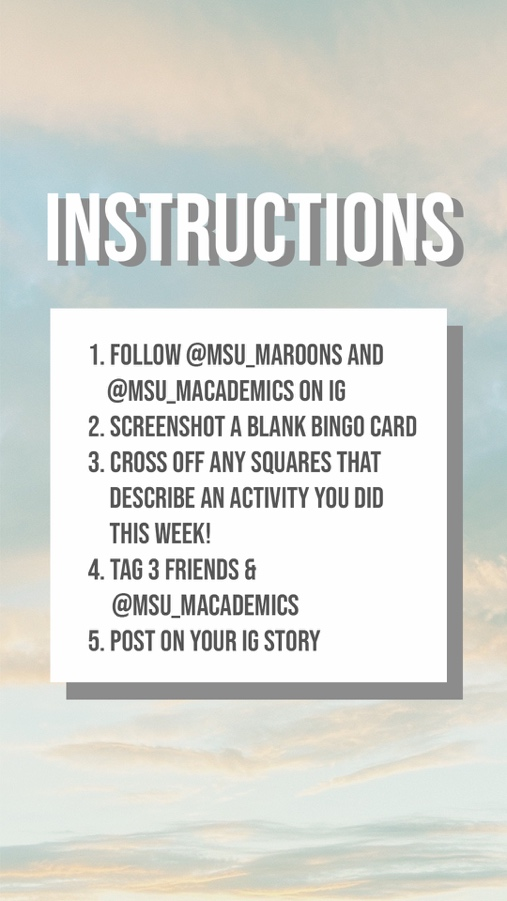 INSTRUCTIONS
1. FOLLOW @MSU_MAROONS AND
@MSU_MACADEMICS ON IG
2. SCREENSHOT A BLANK BINGO CARD
3. CROSS OFF ANY SQUARES THAT
DESCRIBE AN ACTIVITY YOU DID
THIS WEEK!
4. TAG 3 FRIENDS &
@MSU_MACADEMICS
5. POST ON YOUR IG STORY